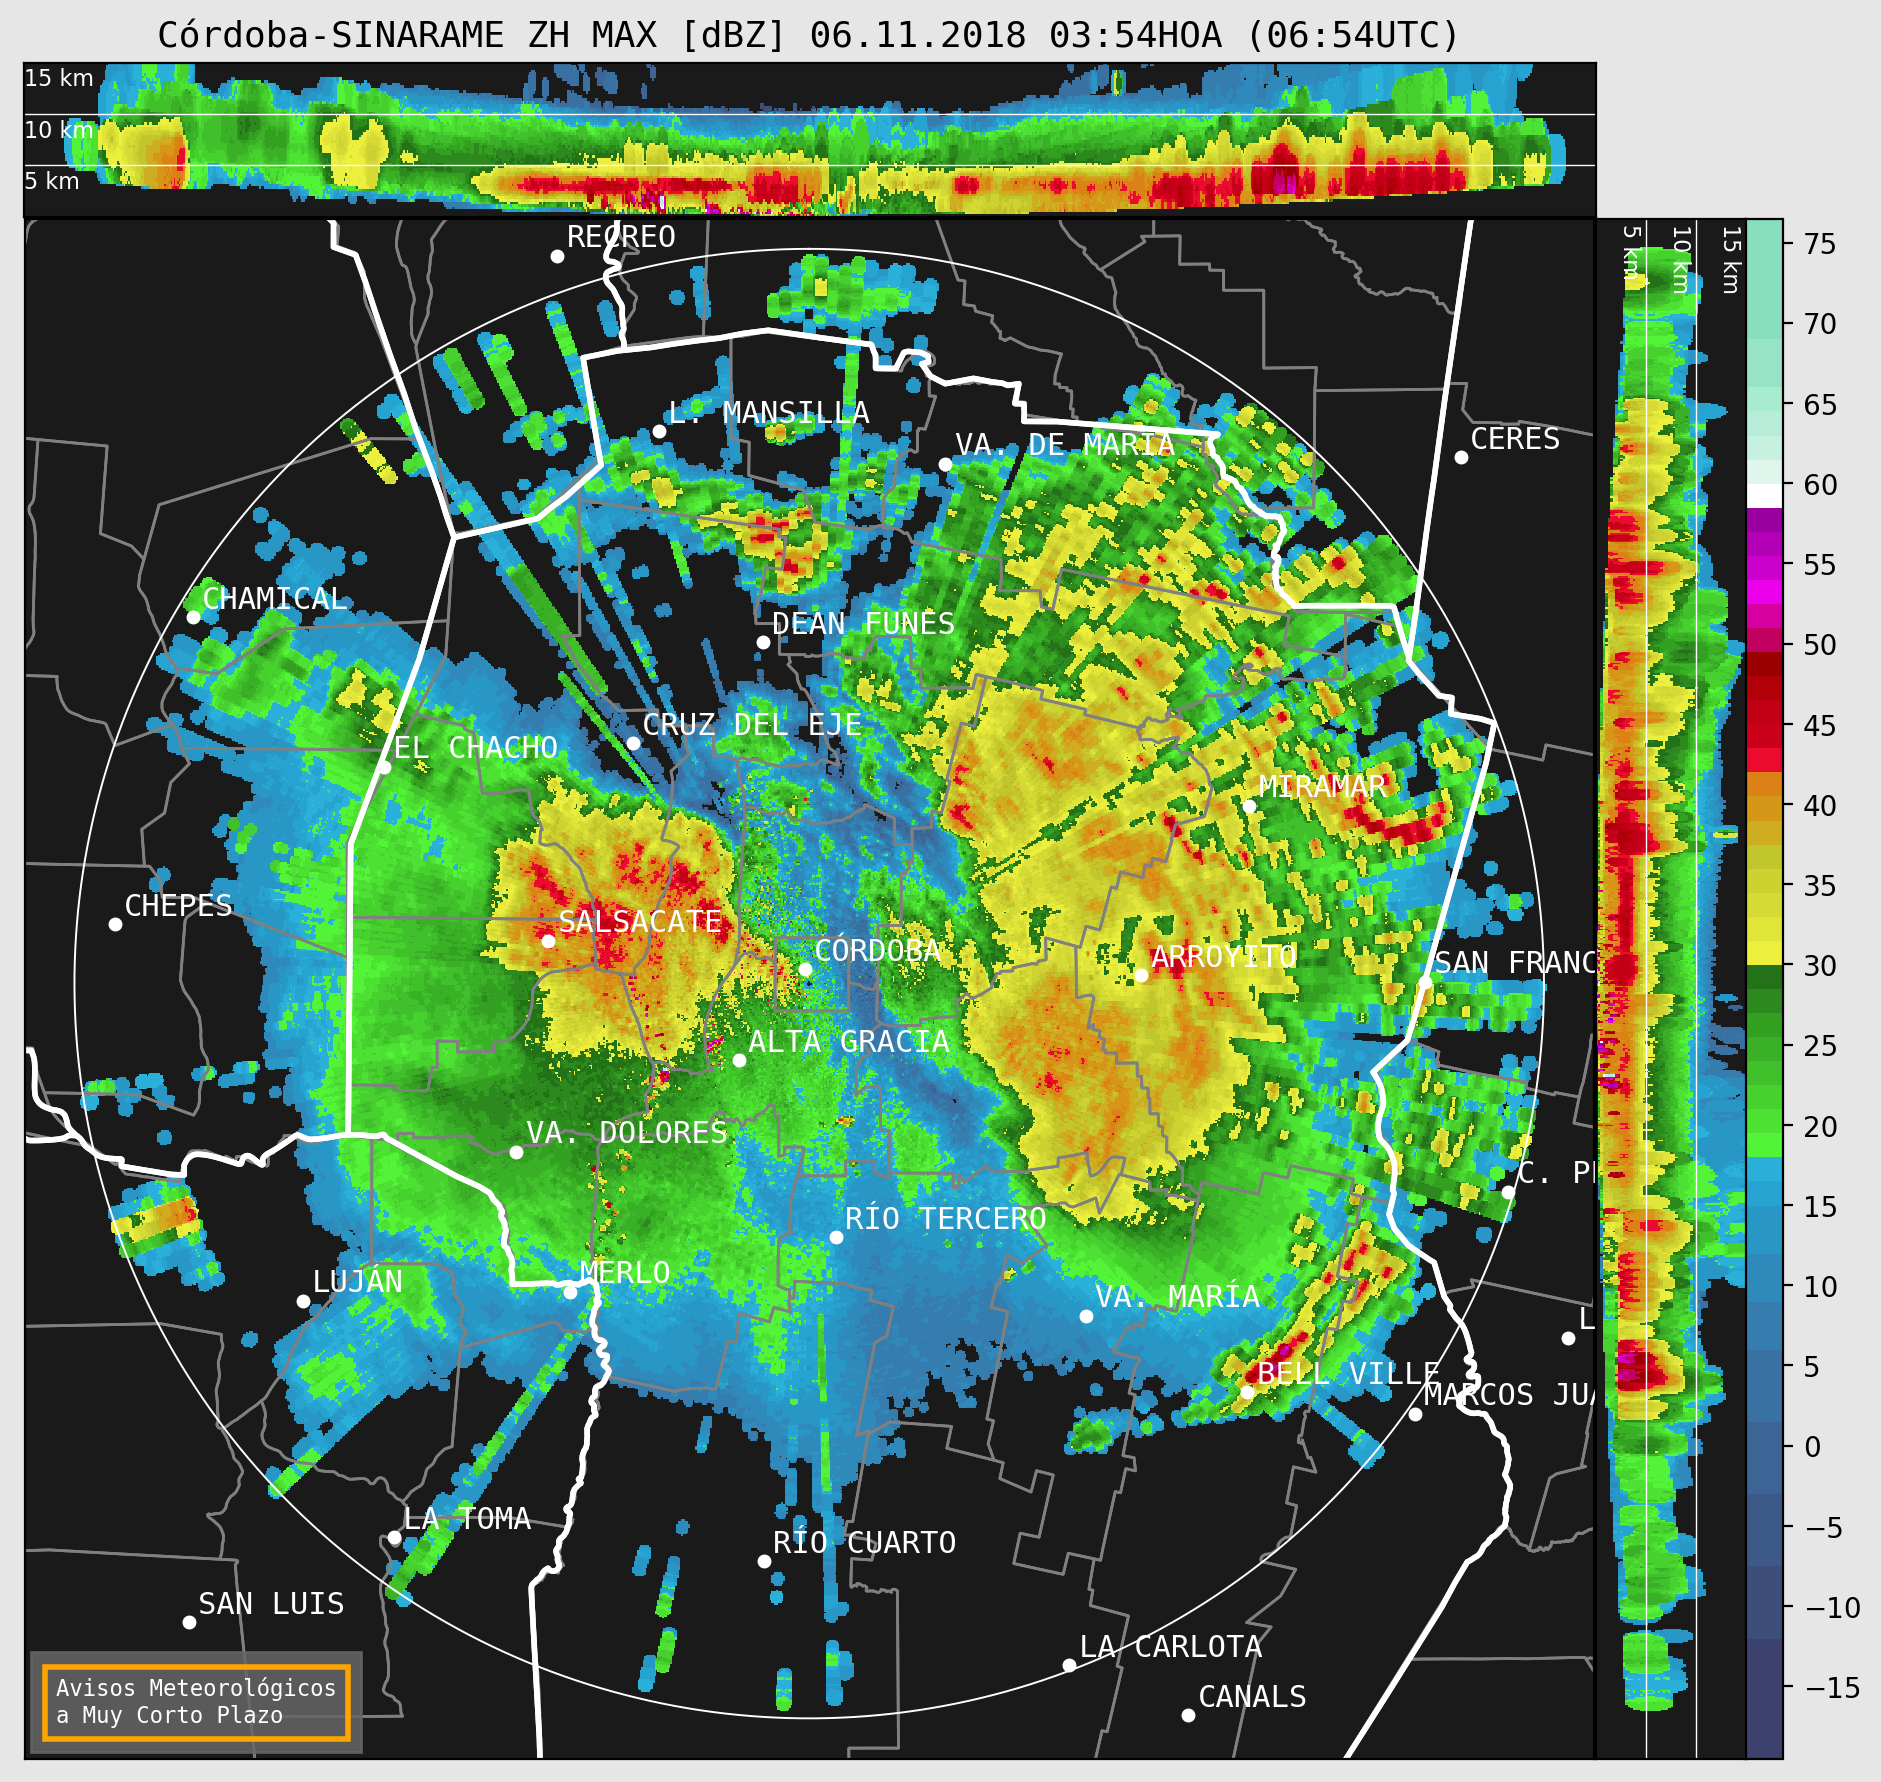 Córdoba-SINARAME ZH MAX [dBZ] 06.11.2018 03:54HOA (06:54UTC)
15 km
10 km
5 km
5 km
10 km
15 km
RECREO
L. MANSILLA
VA. DE MARÍA
CERES
CHAMICAL
DEAN FUNES
CRUZ DEL EJE
EL CHACHO
MIRAMAR
CHEPES
SALSACATE
CÓRDOBA
ARROYITO
SAN FRANC
ALTA GRACIA
VA. DOLORES
C. PE
RÍO TERCERO
MERLO
LUJÁN
VA. MARÍA
L
BELL VILLE
MARCOS JUA
LA TOMA
RÍO CUARTO
SAN LUIS
LA CARLOTA
CANALS
Avisos Meteorológicos
a Muy Corto Plazo
75
70
65
60
55
50
45
40
35
30
25
20
15
10
5
0
−5
−10
−15